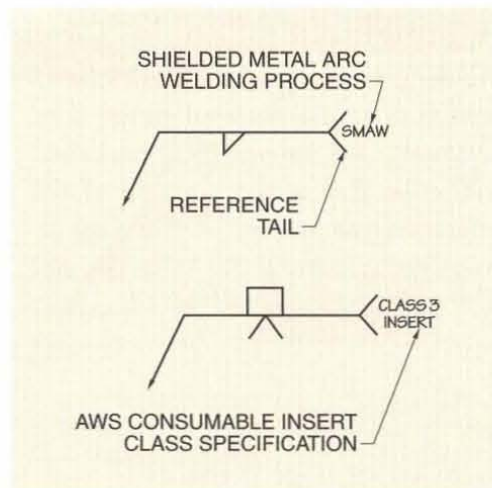 SHIELDED METAL ARC
WELDING PROCESS
SMAW
REFERENCE
TAIL
CLASS 3
INSERT
AWS CONSUMABLE INSERT
CLASS SPECIFICATION